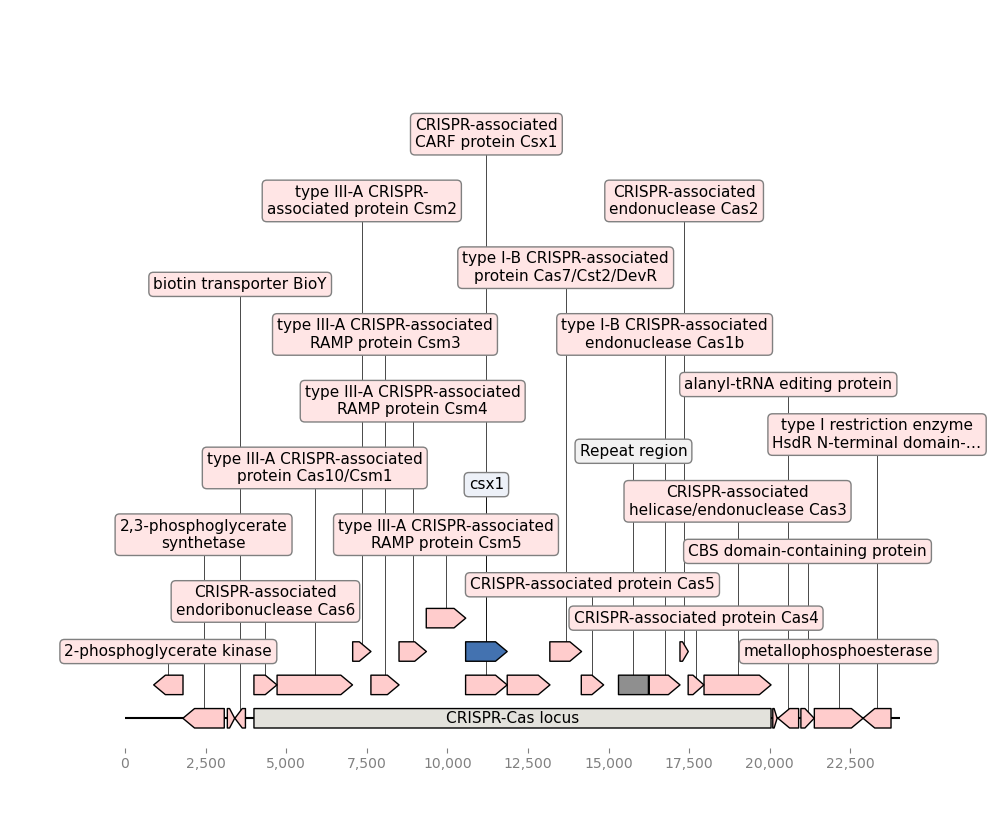 CRISPR-associated
CARF protein Csx1
type III-A CRISPR-
associated protein Csm2
CRISPR-associated
endonuclease Cas2
type I-B CRISPR-associated
protein Cas7/Cst2/DevR
biotin transporter BioY
type III-A CRISPR-associated
RAMP protein Csm3
type I-B CRISPR-associated
endonuclease Cas1b
alanyl-tRNA editing protein
type III-A CRISPR-associated
RAMP protein Csm4
type I restriction enzyme
HsdR N-terminal domain-...
Repeat region
type III-A CRISPR-associated
protein Cas10/Csm1
csx1
CRISPR-associated
helicase/endonuclease Cas3
2,3-phosphoglycerate
synthetase
type III-A CRISPR-associated
RAMP protein Csm5
CBS domain-containing protein
CRISPR-associated protein Cas5
CRISPR-associated
endoribonuclease Cas6
CRISPR-associated protein Cas4
2-phosphoglycerate kinase
metallophosphoesterase
CRISPR-Cas locus
0 2,500 5,000 7,500 10,000 12,500 15,000 17,500 20,000 22,500